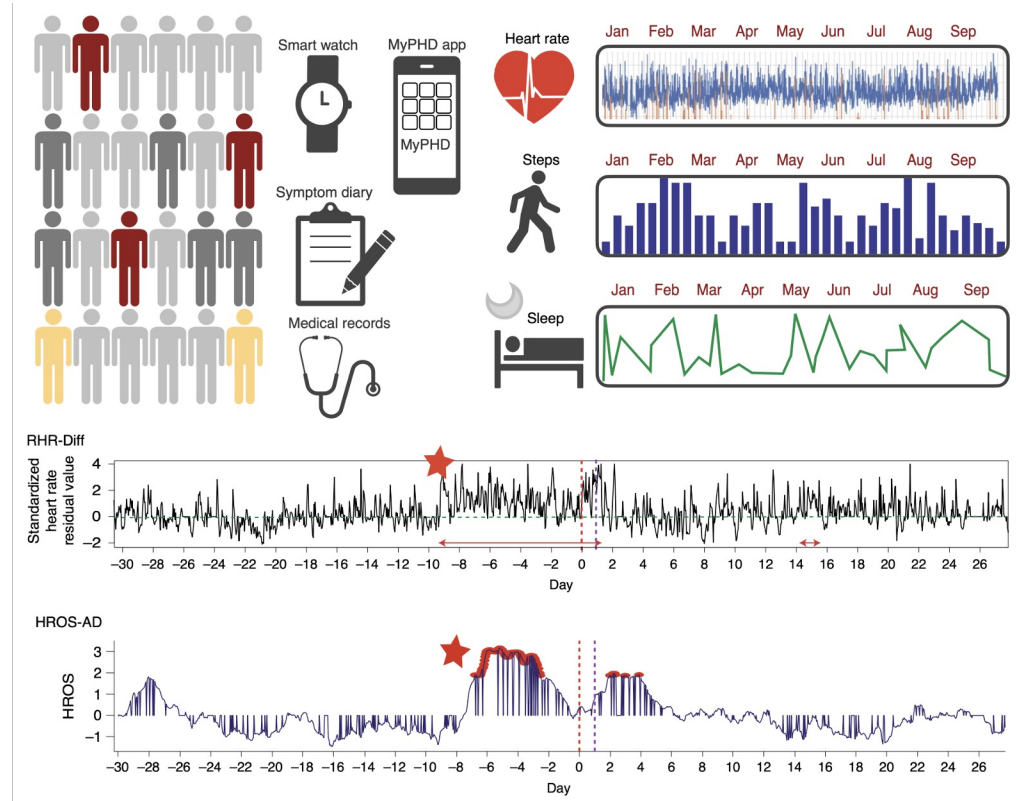 Smart watch
MyPHD app
MyPHD
Symptom diary
Medical records
Heart rate
Jan Feb Mar Apr May Jun Jul Aug Sep
Steps
Jan Feb Mar Apr May Jun Jul Aug Sep
Sleep
Jan Feb Mar Apr May Jun Jul Aug Sep
RHR-Diff
Standardized
heart rate
residual value
4
2
0
−2
−30 −28 −26 −24 −22 −20 −18 −16 −14 −12 −10 −8 −6 −4 −2 0 2 4 6 8 10 12 14 16 18 20 22 24 26
Day
HROS-AD
HROS
3
2
1
0
−1
−30 −28 −26 −24 −22 −20 −18 −16 −14 −12 −10 −8 −6 −4 −2 0 2 4 6 8 10 12 14 16 18 20 22 24 26
Day